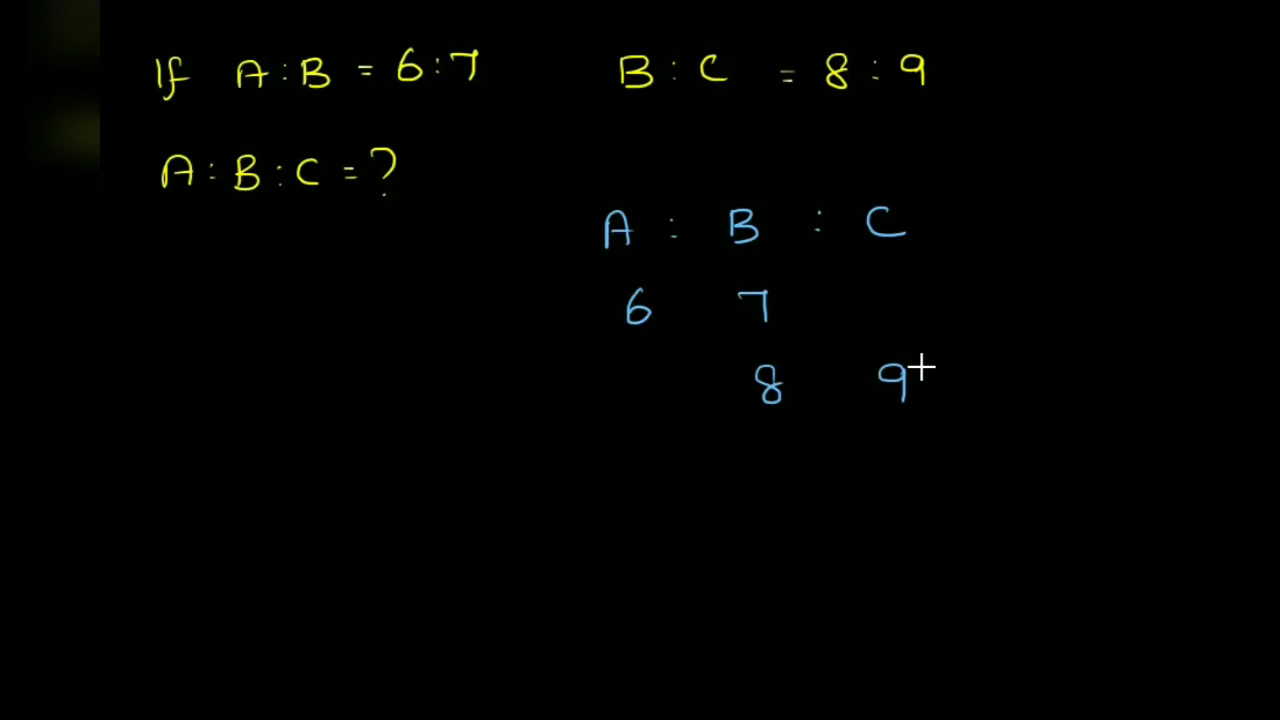 If A:B = 6:7 B:C = 8:9
A:B:C = ?
A : B : C
6 7
8 9